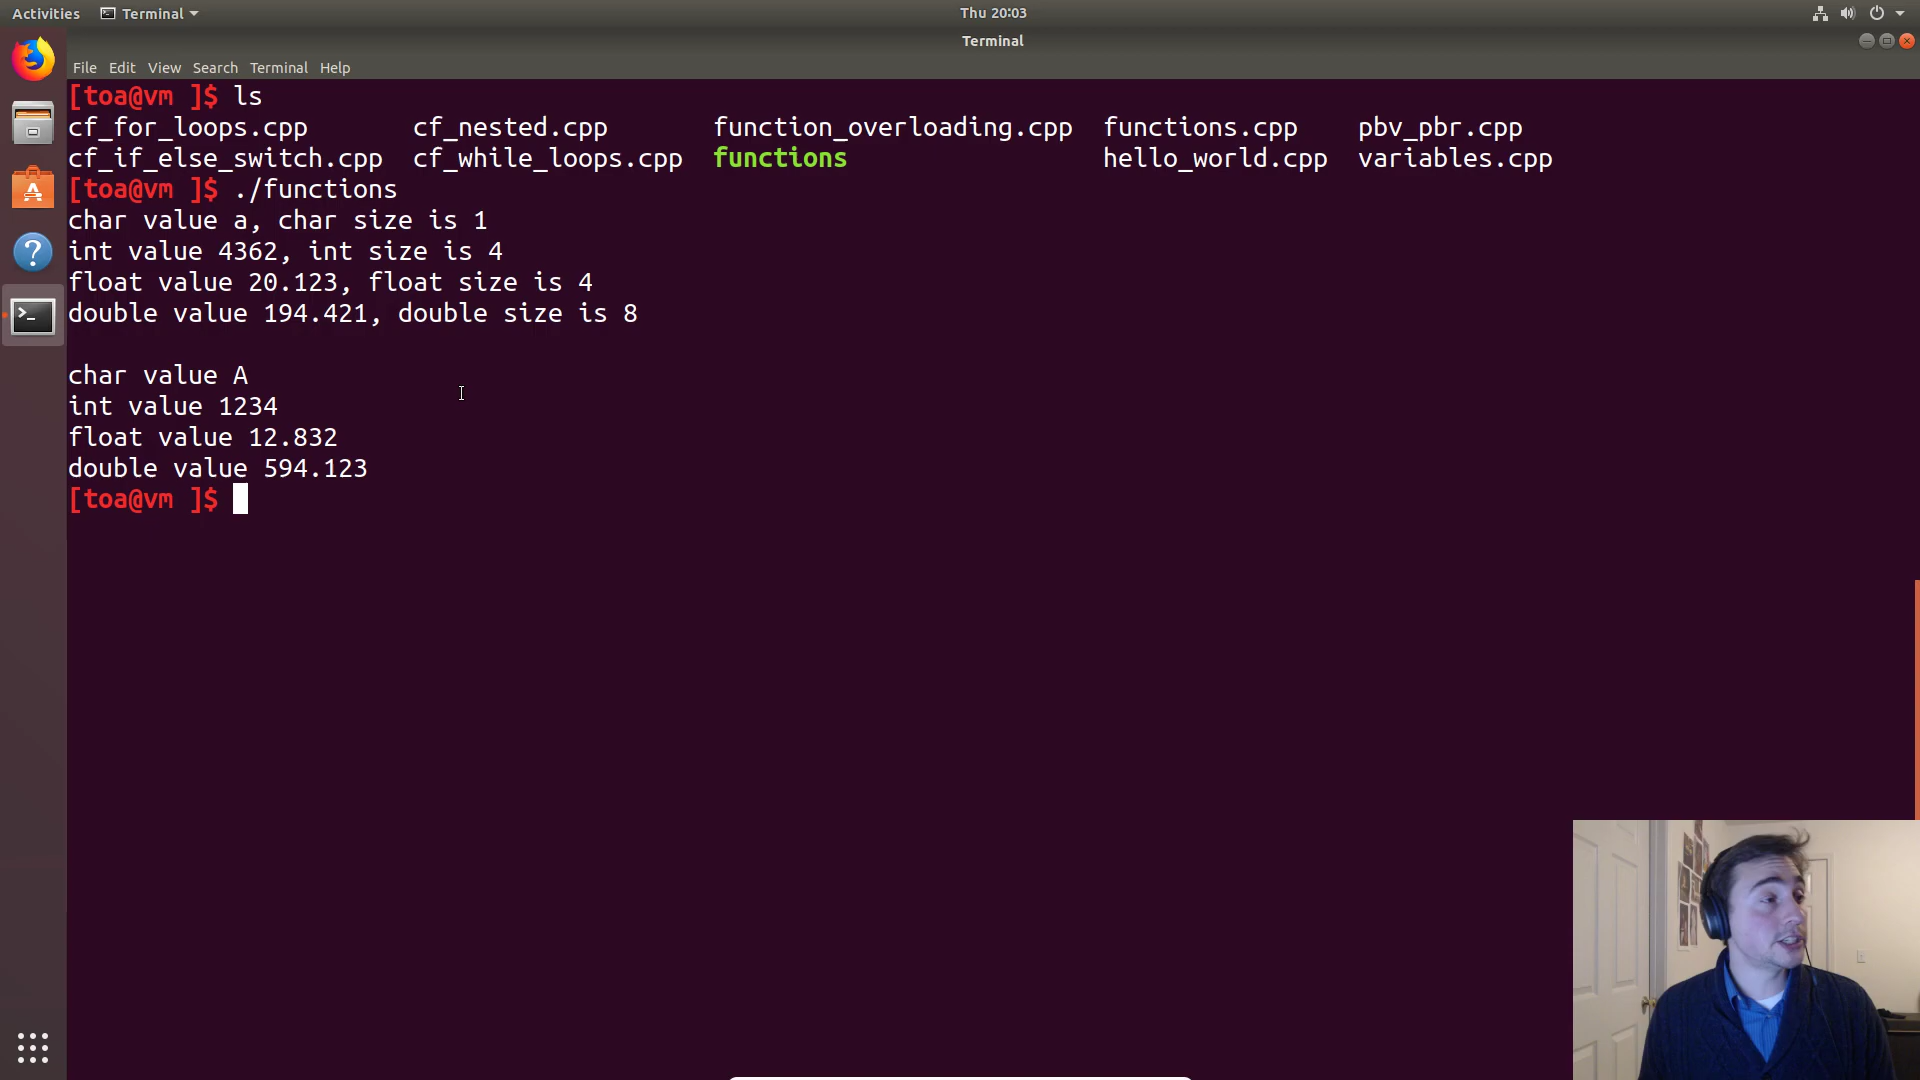 Activities Terminal Thu 20:03
Terminal
File Edit View Search Terminal Help
[toa@vm ]$ ls
cf_for_loops.cpp cf_nested.cpp function_overloading.cpp functions.cpp pbv_pbr.cpp
cf_if_else_switch.cpp cf_while_loops.cpp functions hello_world.cpp variables.cpp
[toa@vm ]$ ./functions
char value a, char size is 1
int value 4362, int size is 4
float value 20.123, float size is 4
double value 194.421, double size is 8
char value A
int value 1234
float value 12.832
double value 594.123
[toa@vm ]$